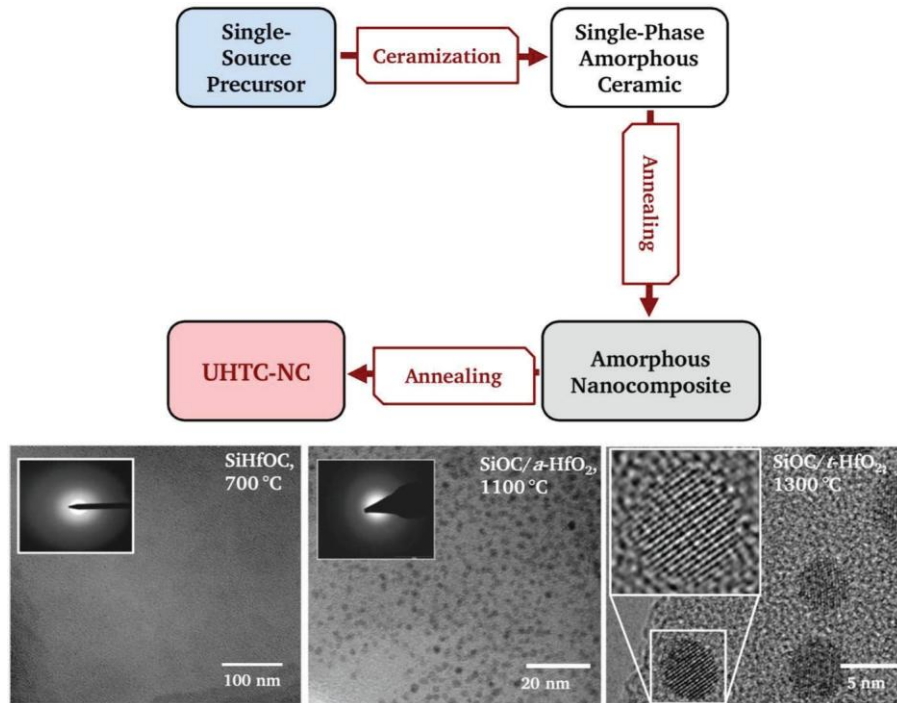 Single-
Source
Precursor
Ceramization
Single-Phase
Amorphous
Ceramic
Annealing
UHTC-NC
Annealing
Amorphous
Nanocomposite
SiHfOC,
700 °C
100 nm
SiOC/a-HfO₂,
1100 °C
20 nm
SiOC/t-HfO₂,
1300 °C
5 nm